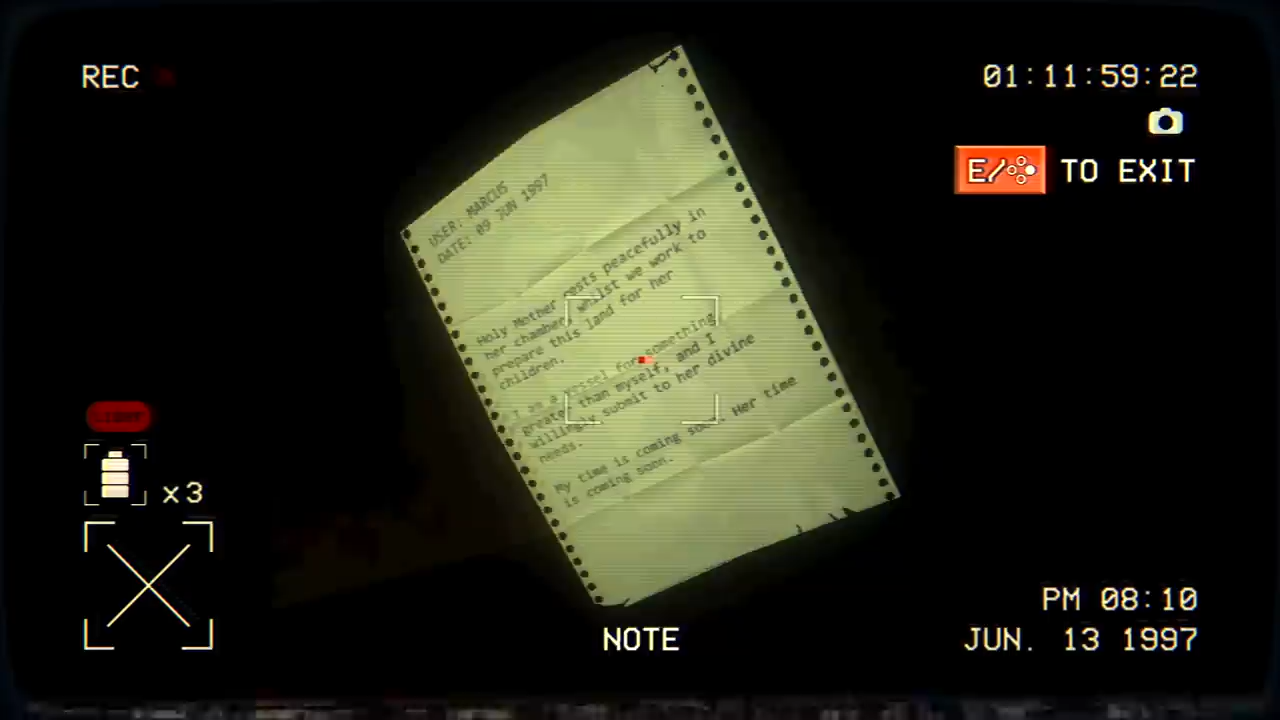 REC
01:11:59:22
E/ TO EXIT
USER: MARCUS
DATE: 09 JUN 1997
Holy Mother rests peacefully in
her chamber, whilst we work to
prepare this land for her
children.
I am a vessel for something
greater than myself, and I
willingly submit to her divine
needs.
My time is coming soon. Her time
is coming soon.
x3
NOTE
PM 08:10
JUN. 13 1997